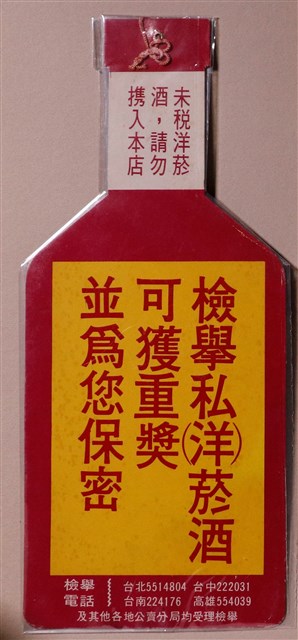 未税洋菸
酒，請勿
携入本店
檢舉私(洋)菸酒
可獲重獎
並為您保密
檢舉電話
台北5514804 台中222031
台南224176 高雄554039
及其他各地公賣分局均受理檢舉